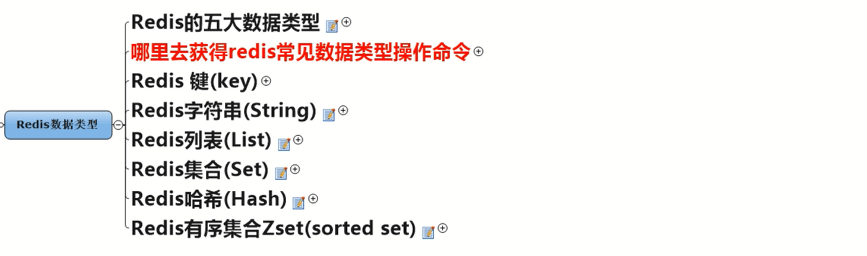 Redis的五大数据类型
哪里去获得redis常见数据类型操作命令
Redis 键(key)
Redis字符串(String)
Redis数据类型
Redis列表(List)
Redis集合(Set)
Redis哈希(Hash)
Redis有序集合Zset(sorted set)